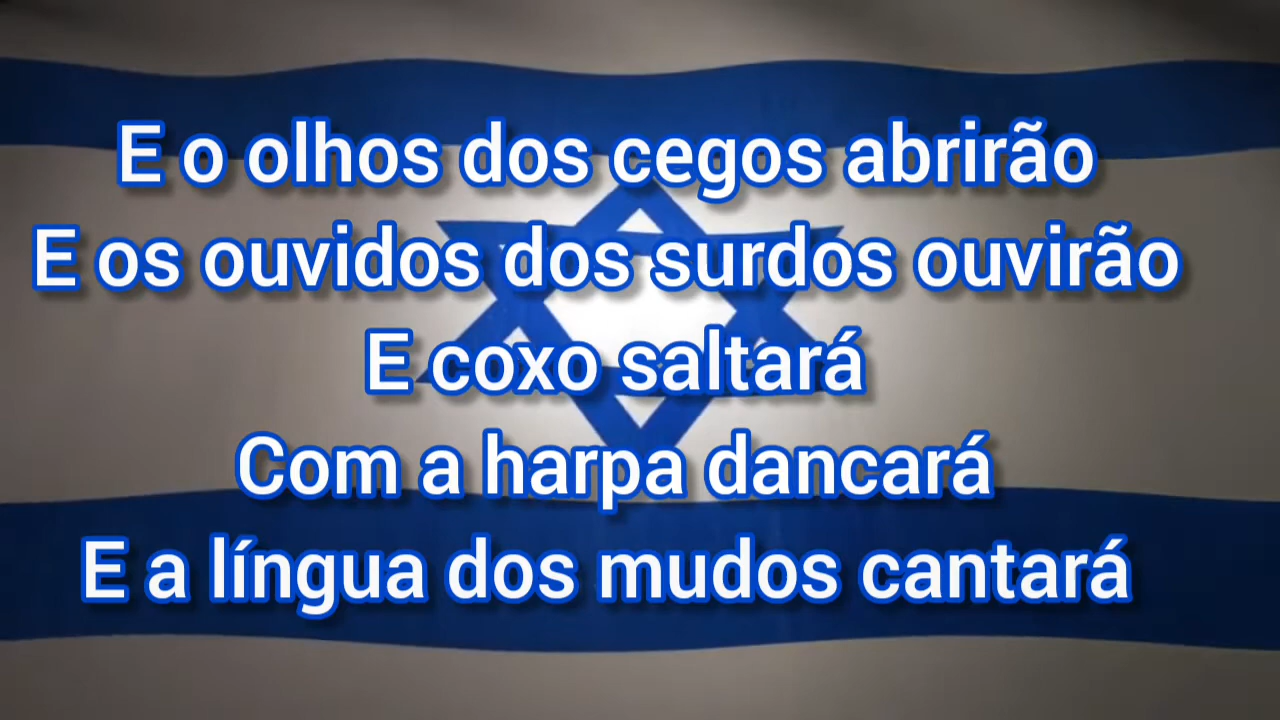 E o olhos dos cegos abrirão
E os ouvidos dos surdos ouvirão
E coxo saltará
Com a harpa dancará
E a língua dos mudos cantará